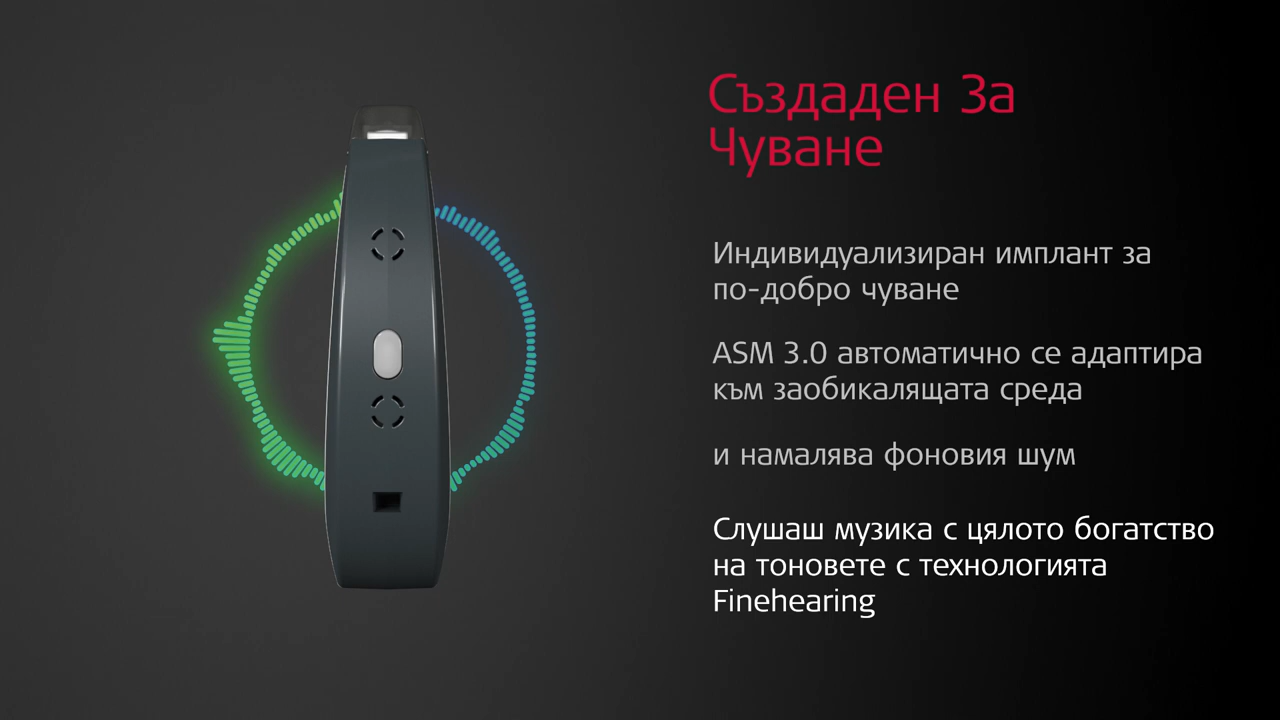 Създаден За
Чуване
Индивидуализиран имплант за
по-добро чуване
ASM 3.0 автоматично се адаптира
към заобикалящата среда
и намалява фоновия шум
Слушаш музика с цялото богатство
на тоновете с технологията
Finehearing